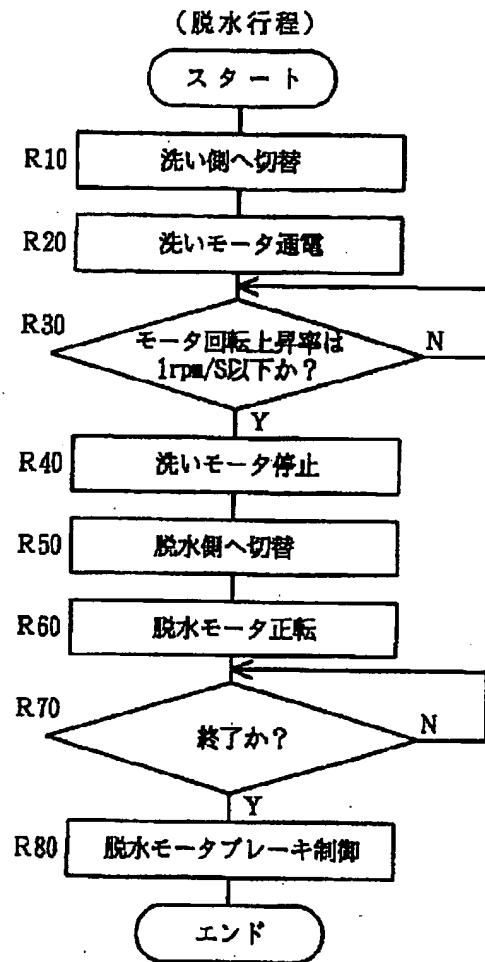 (脱水行程)
スタート
R10
洗い側へ切替
R20
洗いモータ通電
R30
モータ回転上昇率は
1rpm/S以下か?
N
Y
R40
洗いモータ停止
R50
脱水側へ切替
R60
脱水モータ正転
R70
終了か?
N
Y
R80
脱水モータブレーキ制御
エンド